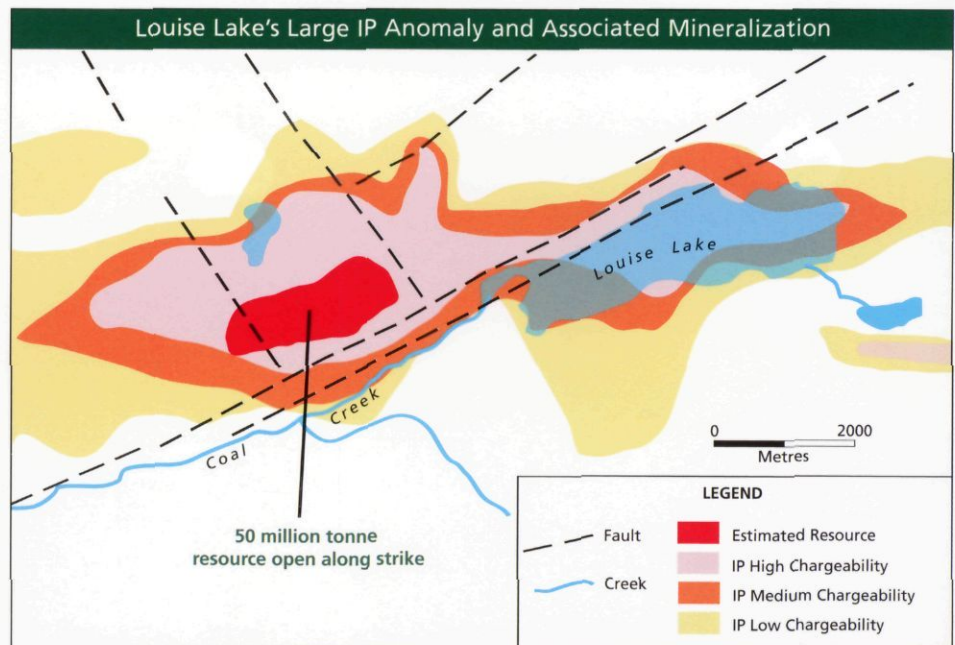 Louise Lake's Large IP Anomaly and Associated Mineralization
Louise Lake
Coal Creek
0 2000
Metres
50 million tonne
resource open along strike
LEGEND
Fault
Creek
Estimated Resource
IP High Chargeability
IP Medium Chargeability
IP Low Chargeability